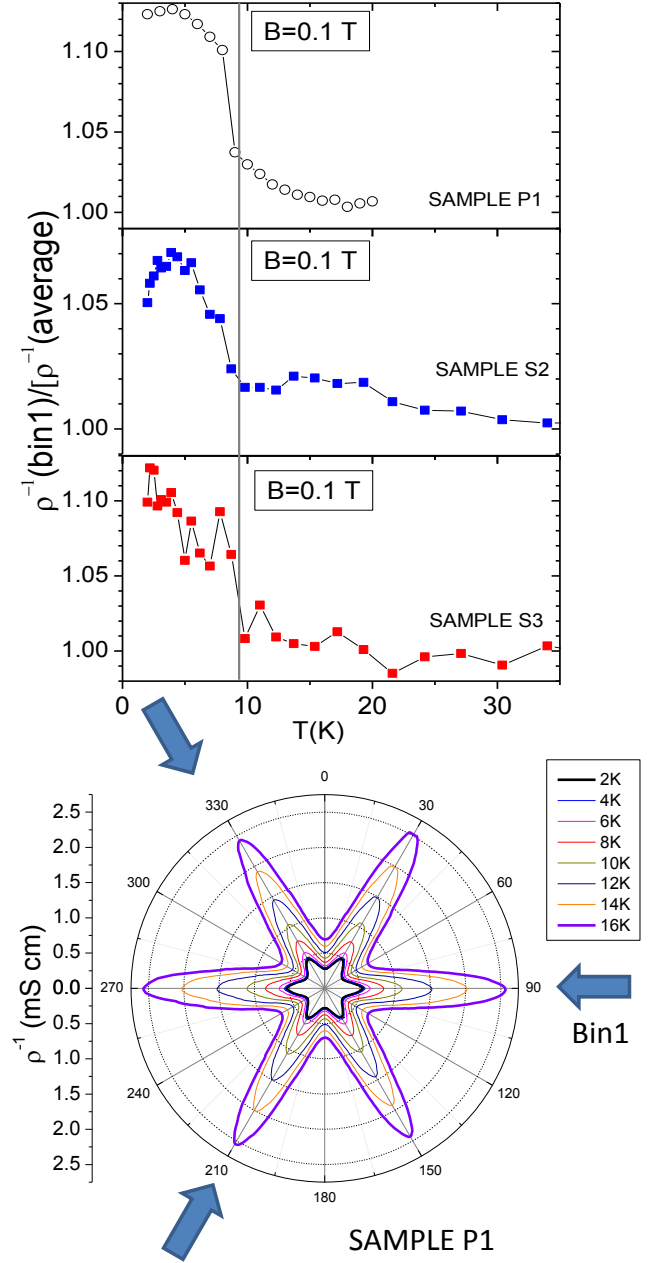 B=0.1 T
1.10
1.05
1.00
SAMPLE P1
B=0.1 T
1.05
1.00
SAMPLE S2
ρ⁻¹(bin1)/[ρ⁻¹(average)
B=0.1 T
1.10
1.05
1.00
SAMPLE S3
0 10 20 30
T(K)
0
330 30
300 60
270 90
240 120
210 150
180
2.5
2.0
1.5
1.0
0.5
0.0
0.5
1.0
1.5
2.0
2.5
ρ⁻¹ (mS cm)
2K
4K
6K
8K
10K
12K
14K
16K
Bin1
SAMPLE P1